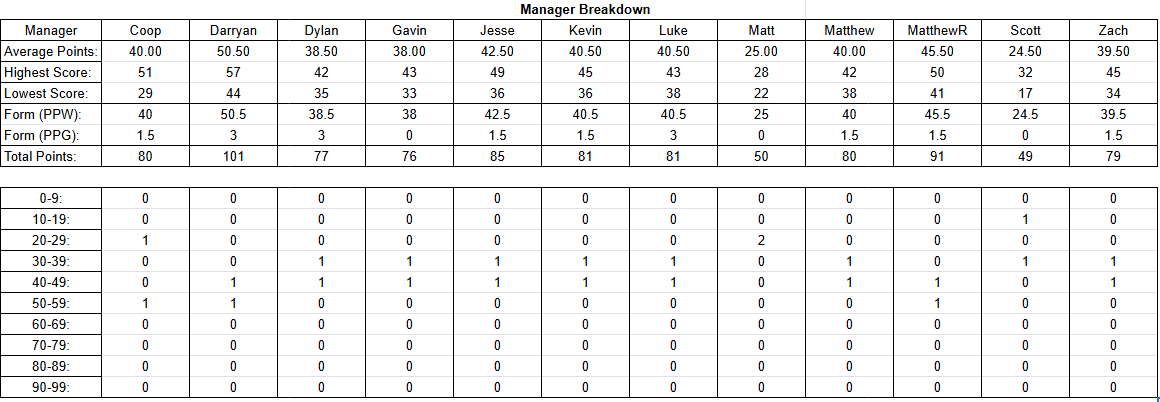 Manager Breakdown
Manager Coop Darryan Dylan Gavin Jesse Kevin Luke Matt Matthew MatthewR Scott Zach
Average Points: 40.00 50.50 38.50 38.00 42.50 40.50 40.50 25.00 40.00 45.50 24.50 39.50
Highest Score: 51 57 42 43 49 45 43 28 42 50 32 45
Lowest Score: 29 44 35 33 36 36 38 22 38 41 17 34
Form (PPW): 40 50.5 38.5 38 42.5 40.5 40.5 25 40 45.5 24.5 39.5
Form (PPG): 1.5 3 3 0 1.5 1.5 3 0 1.5 1.5 0 1.5
Total Points: 80 101 77 76 85 81 81 50 80 91 49 79
0-9: 0 0 0 0 0 0 0 0 0 0 0 0
10-19: 0 0 0 0 0 0 0 0 0 0 1 0
20-29: 1 0 0 0 0 0 0 2 0 0 0 0
30-39: 0 0 1 1 1 1 1 0 1 0 1 1
40-49: 0 1 1 1 1 1 1 0 1 1 0 1
50-59: 1 1 0 0 0 0 0 0 0 1 0 0
60-69: 0 0 0 0 0 0 0 0 0 0 0 0
70-79: 0 0 0 0 0 0 0 0 0 0 0 0
80-89: 0 0 0 0 0 0 0 0 0 0 0 0
90-99: 0 0 0 0 0 0 0 0 0 0 0 0